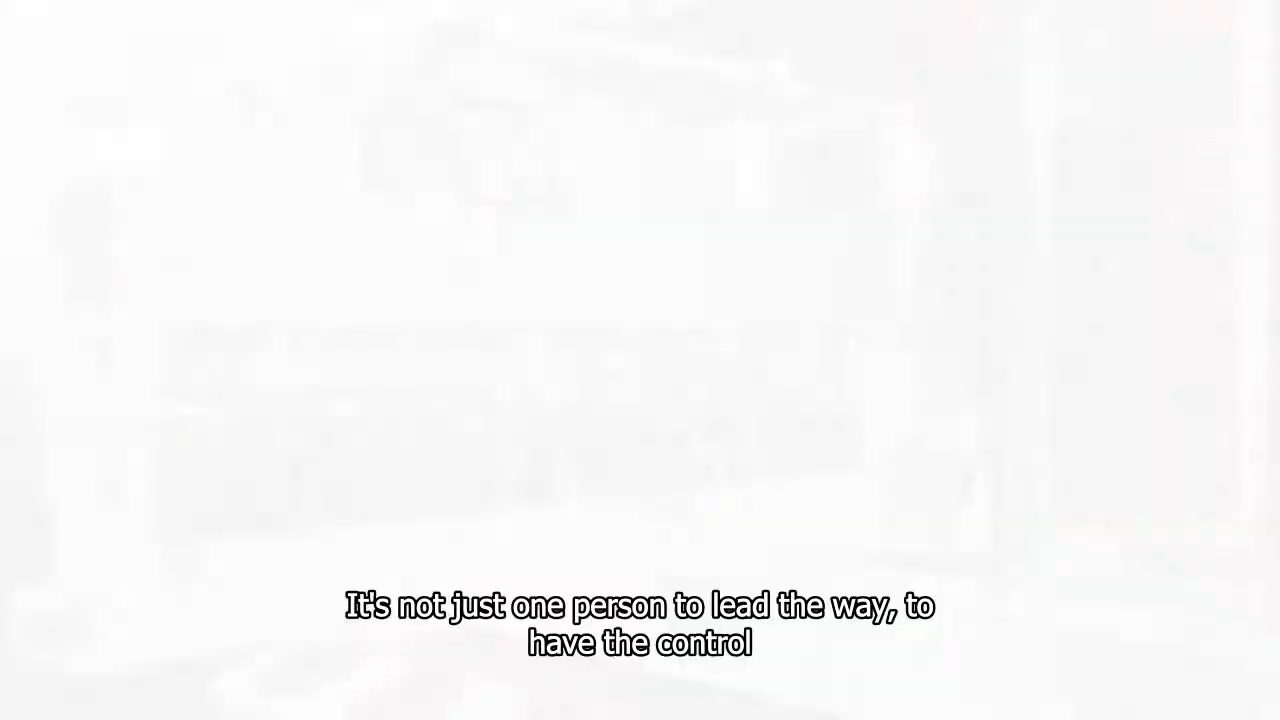 It's not just one person to lead the way, to
have the control